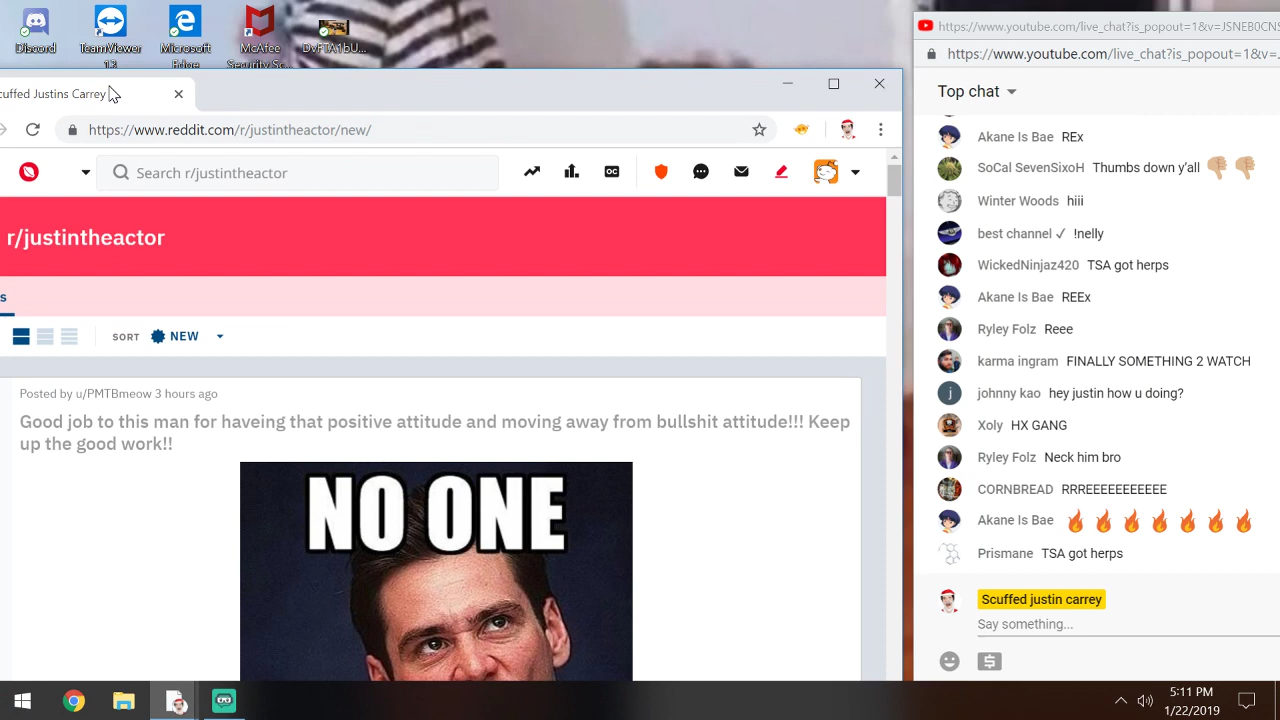 Discord
TeamViewer
13
Microsoft
Edge
McAfee
Security Sc...
DVPTA1bU...
cuffed Justins Carrey
https://www.reddit.com/r/justintheactor/new/
Search r/justintheactor
OC
r/justintheactor
s
SORT
NEW
Posted by u/PMTBmeow 3 hours ago
Good job to this man for haveing that positive attitude and moving away from bullshit attitude!!! Keep
up the good work!!
NO ONE
https://www.youtube.com/live_chat?is_popout=1&v=JSNEB0CNS
https://www.youtube.com/live_chat?is_popout=1&v=J
Top chat
Akane Is Bae REx
SoCal SevenSixoH Thumbs down y'all 👎🏽 👎🏽
Winter Woods hiii
best channel ✓ !nelly
WickedNinjaz420 TSA got herps
Akane Is Bae REEx
Ryley Folz Reee
karma ingram FINALLY SOMETHING 2 WATCH
j
johnny kao hey justin how u doing?
Xoly HX GANG
Ryley Folz Neck him bro
CORNBREAD RRREEEEEEEEEEE
Akane Is Bae 🔥 🔥 🔥 🔥 🔥 🔥 🔥
Prismane TSA got herps
Scuffed justin carrey
Say something...
5:11 PM
1/22/2019